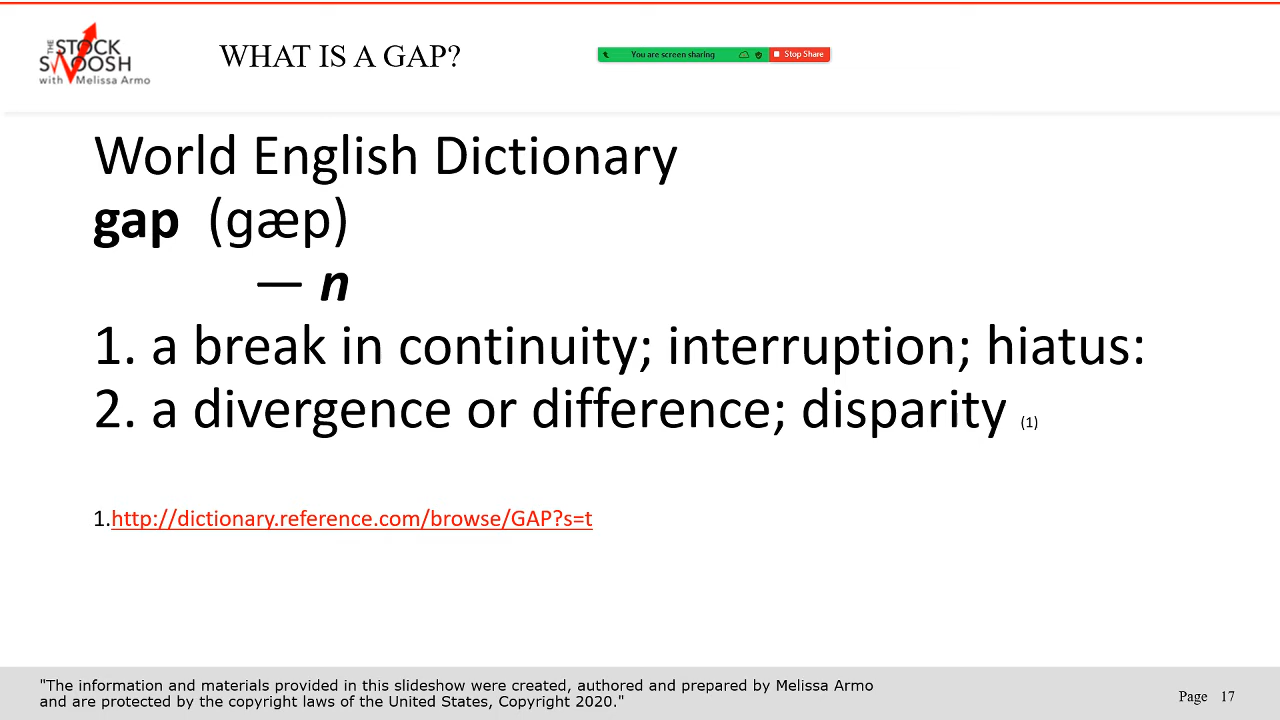 THE STOCK
SWOOSH
with Melissa Armo
WHAT IS A GAP?
You are screen sharing
Stop Share
World English Dictionary
gap (gæp)
— n
1. a break in continuity; interruption; hiatus:
2. a divergence or difference; disparity (1)
1.http://dictionary.reference.com/browse/GAP?s=t
"The information and materials provided in this slideshow were created, authored and prepared by Melissa Armo
and are protected by the copyright laws of the United States, Copyright 2020."
Page 17